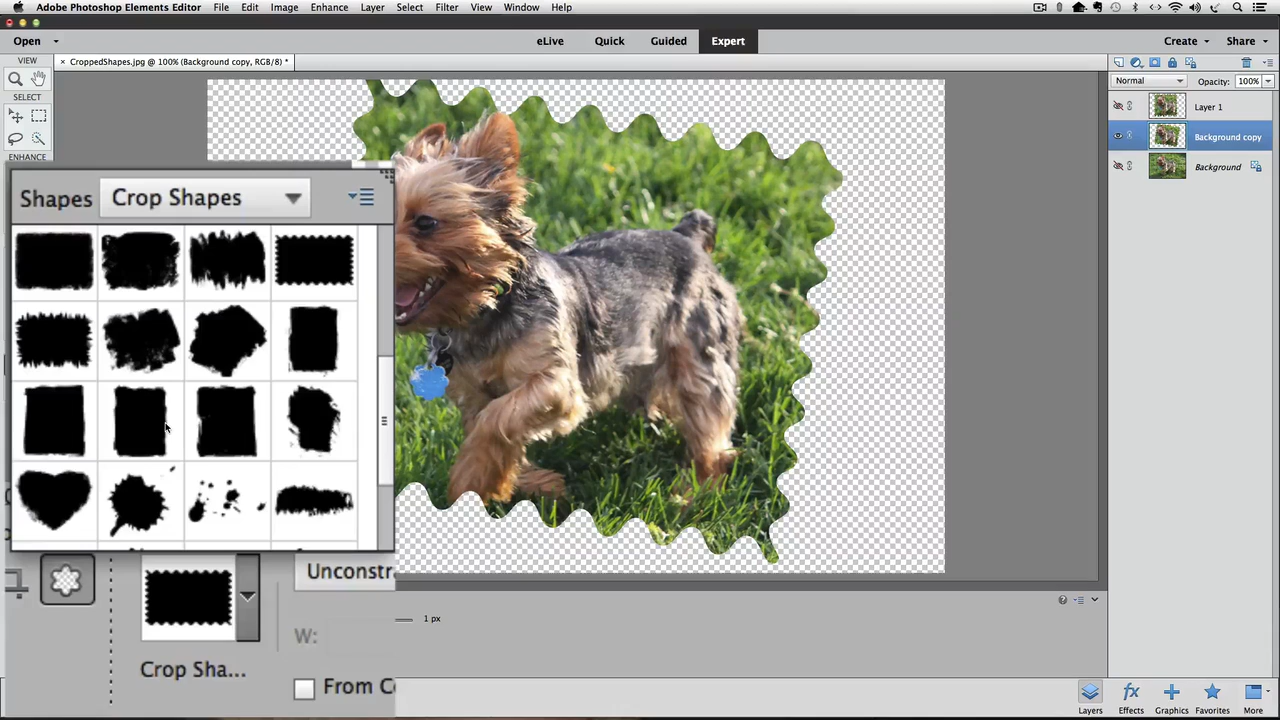 Adobe Photoshop Elements Editor File Edit Image Enhance Layer Select Filter View Window Help
Open eLive Quick Guided Expert Create Share
VIEW
CroppedShapes.jpg @ 100% (Background copy, RGB/8) *
Normal Opacity: 100%
SELECT
Layer 1
Background copy
ENHANCE
Background
Shapes Crop Shapes
Unconstr
1 px
W:
Crop Sha...
From Co
Layers Effects Graphics Favorites More